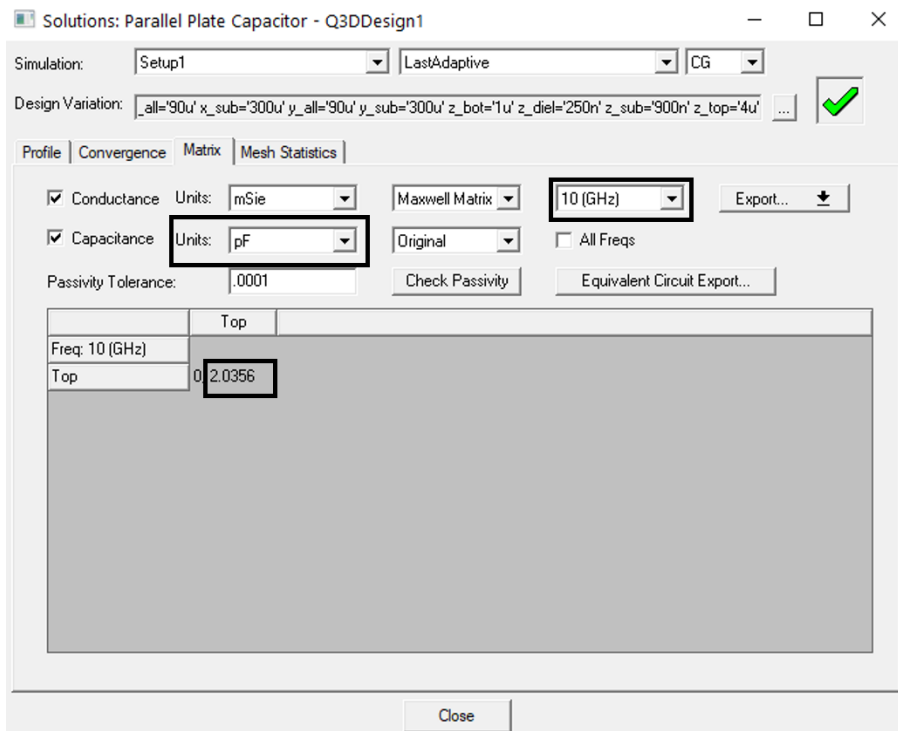 Solutions: Parallel Plate Capacitor - Q3DDesign1
Simulation: Setup1 LastAdaptive CG
Design Variation: _all='90u' x_sub='300u' y_all='90u' y_sub='300u' z_bot='1u' z_diel='250n' z_sub='900n' z_top='4u' ...
Profile Convergence Matrix Mesh Statistics
Conductance Units: mSie Maxwell Matrix 10 (GHz) Export...
Capacitance Units: pF Original All Freqs
Passivity Tolerance: .0001 Check Passivity Equivalent Circuit Export...
Top
Freq: 10 (GHz)
Top 0, 2.0356
Close